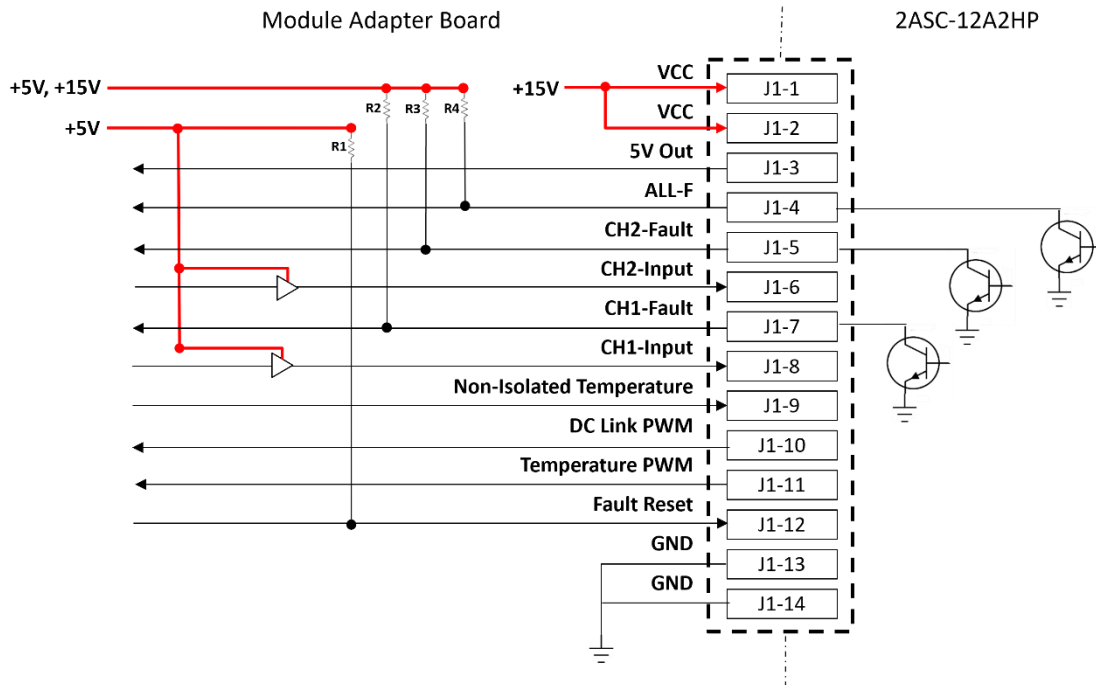 Module Adapter Board
2ASC-12A2HP
+5V, +15V
R2
R3
R4
+15V
VCC
J1-1
+5V
R1
VCC
J1-2
5V Out
J1-3
ALL-F
J1-4
CH2-Fault
J1-5
CH2-Input
J1-6
CH1-Fault
J1-7
CH1-Input
J1-8
Non-Isolated Temperature
J1-9
DC Link PWM
J1-10
Temperature PWM
J1-11
Fault Reset
J1-12
GND
J1-13
GND
J1-14